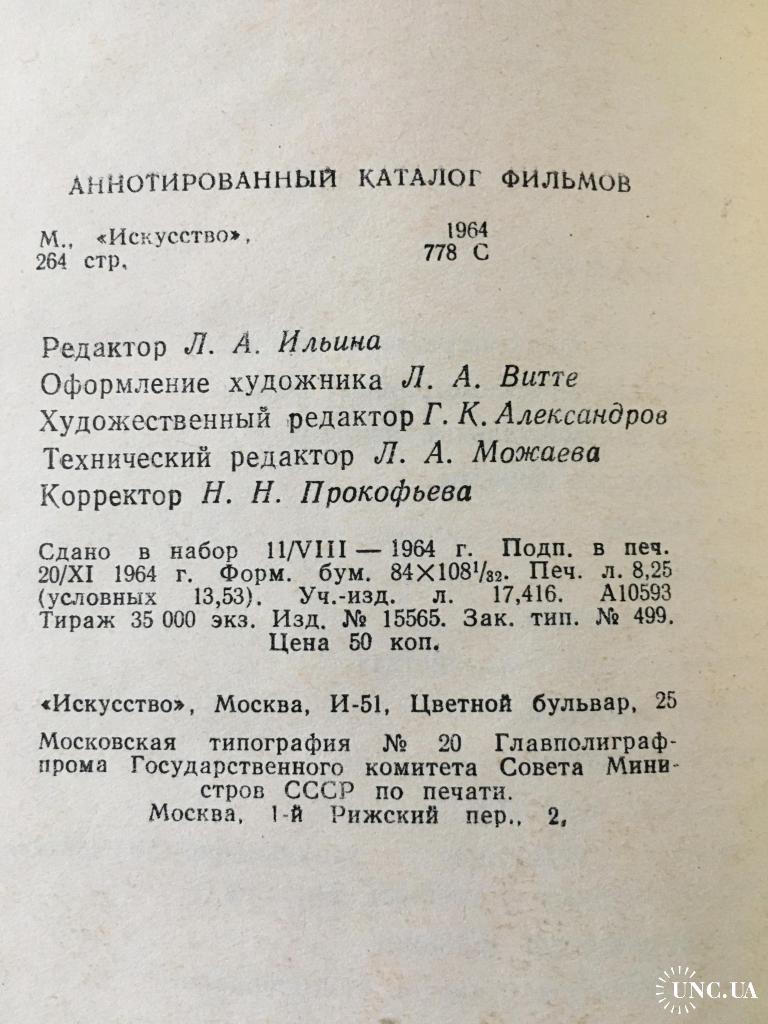 АННОТИРОВАННЫЙ КАТАЛОГ ФИЛЬМОВ
М., «Искусство», 1964
264 стр, 778 С
Редактор Л. А. Ильина
Оформление художника Л. А. Витте
Художественный редактор Г. К. Александров
Технический редактор Л. А. Можаева
Корректор Н. Н. Прокофьева
Сдано в набор 11/VIII — 1964 г. Подп. в печ.
20/XI 1964 г. Форм. бум. 84×108¹/₃₂. Печ. л. 8,25
(условных 13,53). Уч.-изд. л. 17,416. А10593
Тираж 35 000 экз. Изд. № 15565. Зак. тип. № 499.
Цена 50 коп.
«Искусство», Москва, И-51, Цветной бульвар, 25
Московская типография № 20 Главполиграф-
прома Государственного комитета Совета Мини-
стров СССР по печати.
Москва, 1-й Рижский пер., 2,
UNC.UA